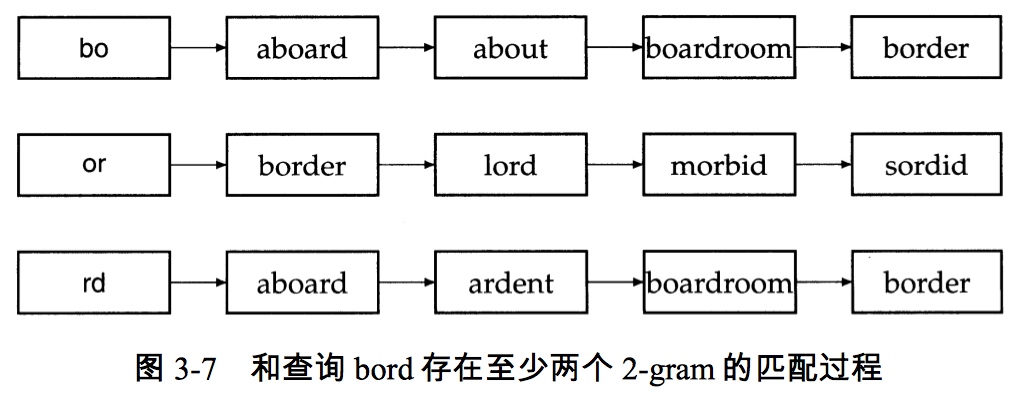 bo aboard about boardroom border
or border lord morbid sordid
rd aboard ardent boardroom border
图 3-7 和查询 bord 存在至少两个 2-gram 的匹配过程